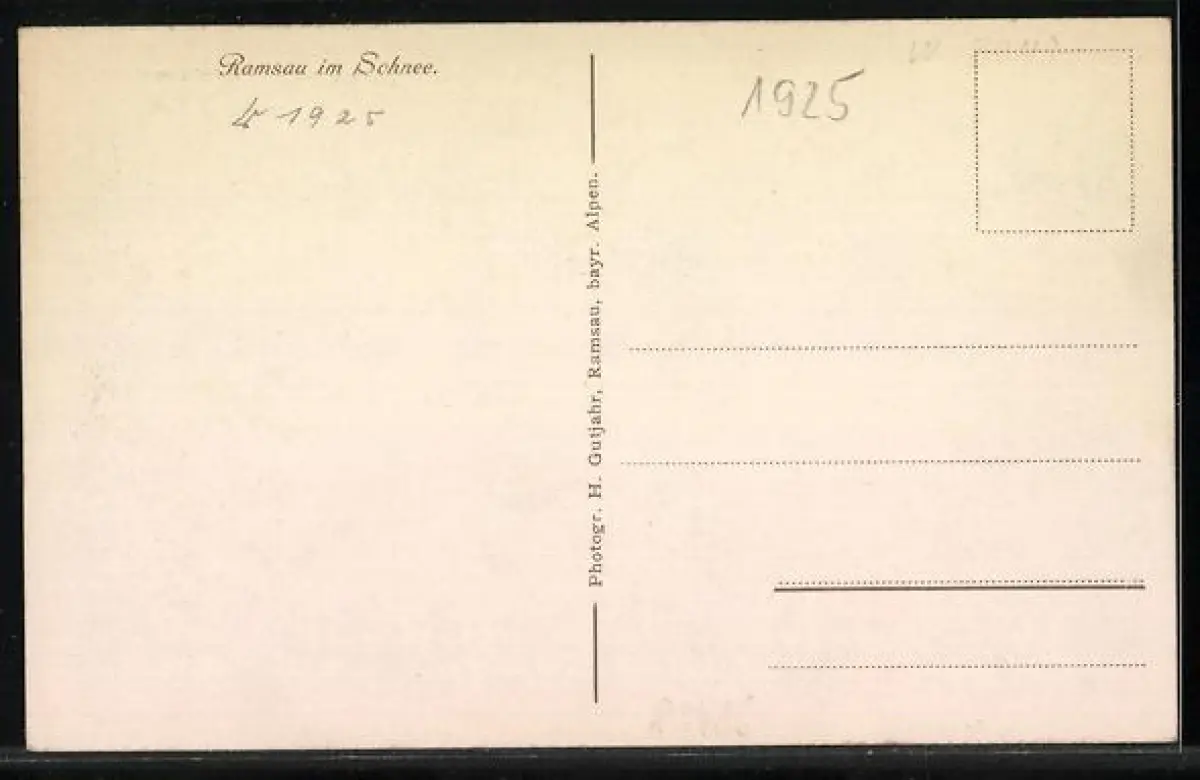 Ramsau im Schnee.
1925
1925
Photogr. H. Gutjahr, Ramsau, bayr. Alpen.